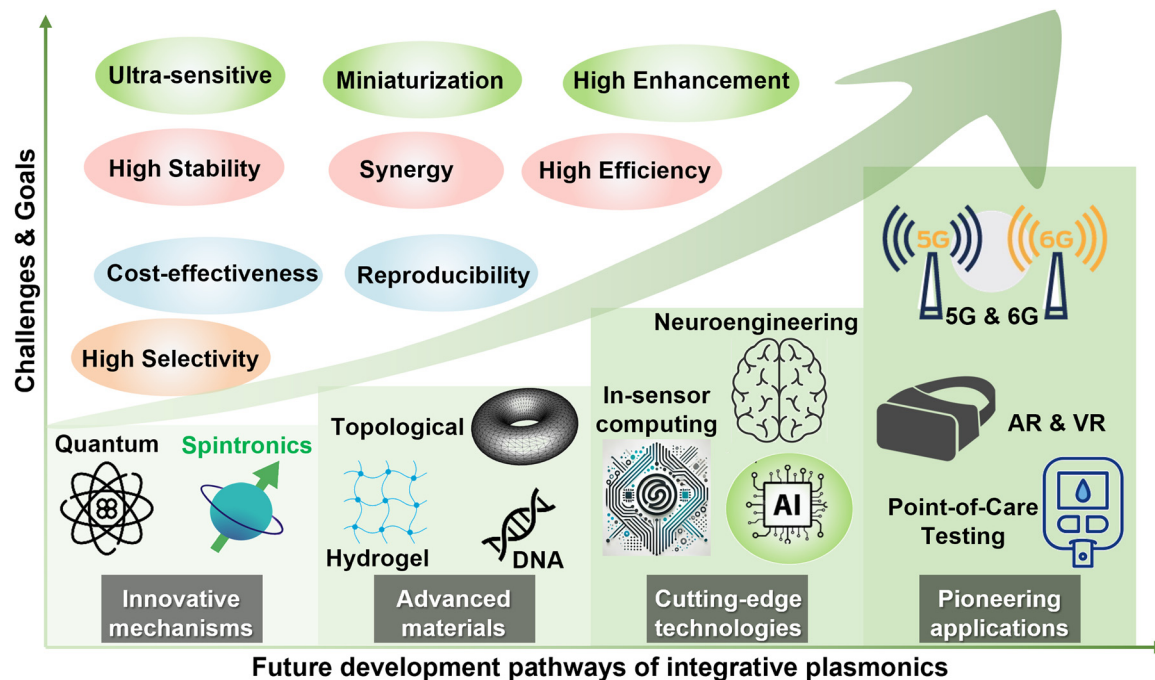 Challenges & Goals
Ultra-sensitive
Miniaturization
High Enhancement
High Stability
Synergy
High Efficiency
Cost-effectiveness
Reproducibility
High Selectivity
Quantum
Spintronics
Innovative
mechanisms
Topological
Hydrogel
DNA
Advanced
materials
Neuroengineering
In-sensor
computing
AI
Cutting-edge
technologies
5G
6G
5G & 6G
AR & VR
Point-of-Care
Testing
Pioneering
applications
Future development pathways of integrative plasmonics